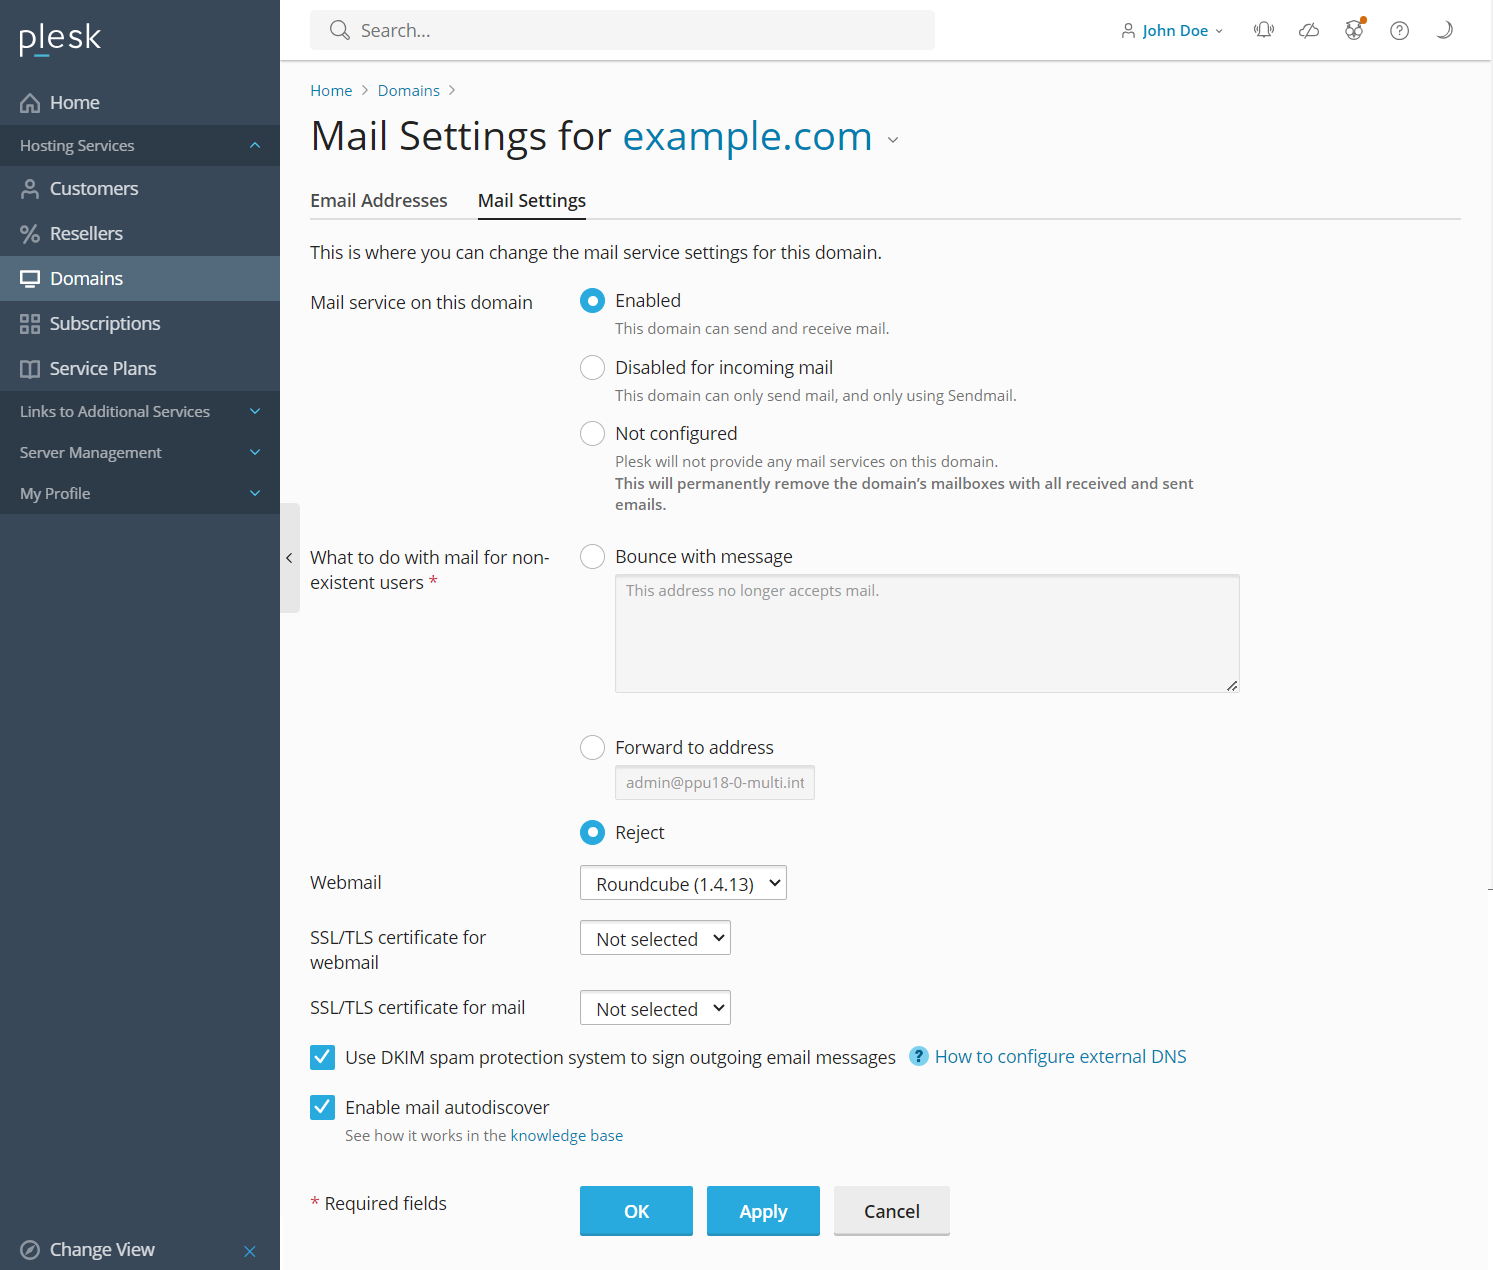 plesk
Search...
John Doe
Home
Hosting Services
Customers
Resellers
Domains
Subscriptions
Service Plans
Links to Additional Services
Server Management
My Profile
Change View
Home > Domains >
Mail Settings for example.com
Email Addresses Mail Settings
This is where you can change the mail service settings for this domain.
Mail service on this domain
Enabled
This domain can send and receive mail.
Disabled for incoming mail
This domain can only send mail, and only using Sendmail.
Not configured
Plesk will not provide any mail services on this domain.
This will permanently remove the domain’s mailboxes with all received and sent
emails.
What to do with mail for non-
existent users *
Bounce with message
This address no longer accepts mail.
Forward to address
admin@ppu18-0-multi.int
Reject
Webmail
Roundcube (1.4.13)
SSL/TLS certificate for
webmail
Not selected
SSL/TLS certificate for mail
Not selected
Use DKIM spam protection system to sign outgoing email messages ? How to configure external DNS
Enable mail autodiscover
See how it works in the knowledge base
* Required fields
OK Apply Cancel